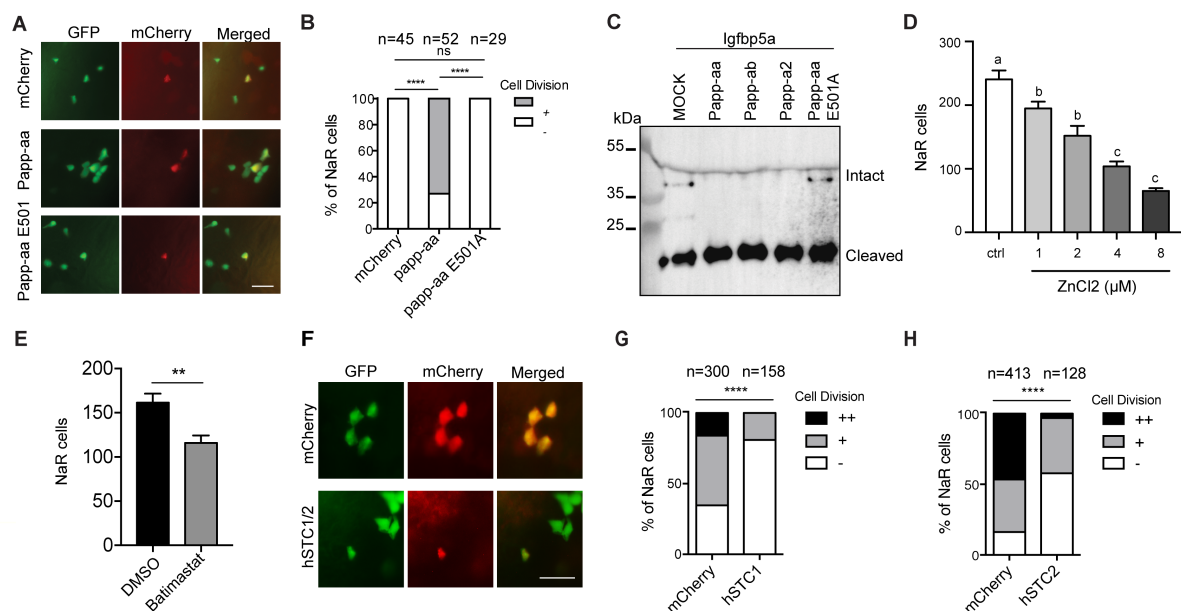 A
GFP mCherry Merged
mCherry
Papp-aa
Papp-aa E501
B
n=45 n=52 n=29
ns
**** ****
Cell Division
+
-
% of NaR cells
100
80
60
40
20
0
mCherry
papp-aa
papp-aa E501A
C
Igfbp5a
MOCK
Papp-aa
Papp-ab
Papp-a2
Papp-aa
E501A
kDa
55
35
25
Intact
Cleaved
D
NaR cells
300
200
100
0
a
b
b
c
c
ctrl 1 2 4 8
ZnCl2 (µM)
E
NaR cells
200
150
100
50
0
**
DMSO
Batimastat
F
GFP mCherry Merged
mCherry
hSTC1/2
G
n=300 n=158
****
Cell Division
++
+
-
% of NaR cells
100
50
0
mCherry
hSTC1
H
n=413 n=128
****
Cell Division
++
+
-
% of NaR cells
100
50
0
mCherry
hSTC2